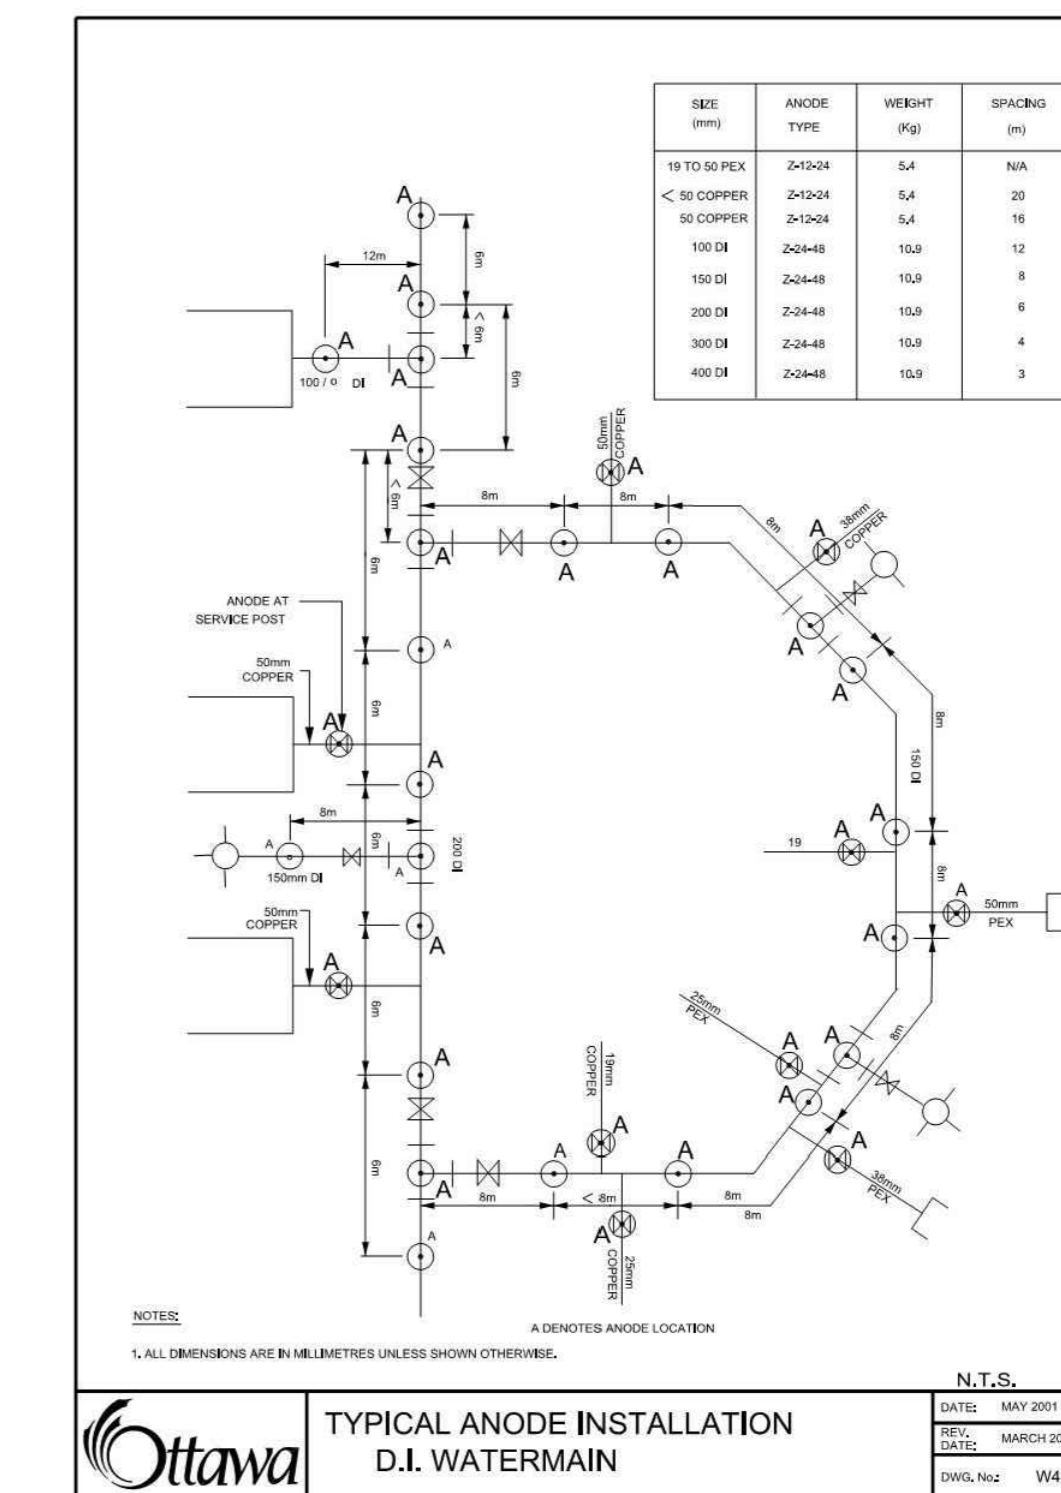 SIZE (mm) ANODE TYPE WEIGHT (Kg) SPACING (m)
19 TO 50 PEX Z-12-24 5.4 N/A
< 50 COPPER Z-12-24 5.4 20
50 COPPER Z-12-24 5.4 16
100 DI Z-24-48 10.9 12
150 DI Z-24-48 10.9 8
200 DI Z-24-48 10.9 6
300 DI Z-24-48 10.9 4
400 DI Z-24-48 10.9 3
A
12m
6m
A
< 6m
A
A
100 / 0 DI
6m
A
< 6m
A
8m
8m
50mm
COPPER
A
A
A
8m
A
38mm
COPPER
A
A
6m
ANODE AT
SERVICE POST
A
50mm
COPPER
A
6m
A
8m
A
150mm DI
6m
A
200 DI
50mm
COPPER
A
A
6m
A
6m
A
A
8m
150 DI
A
A
19
8m
A
50mm
PEX
A
25mm
PEX
A
A
8m
A
A
38mm
PEX
19mm
COPPER
A
A
A
8m
< 8m
8m
8m
A
25mm
COPPER
NOTES:
A DENOTES ANODE LOCATION
1. ALL DIMENSIONS ARE IN MILLIMETRES UNLESS SHOWN OTHERWISE.
N.T.S.
Ottawa
TYPICAL ANODE INSTALLATION
D.I. WATERMAIN
DATE: MAY 2001
REV. DATE: MARCH 20
DWG. No.: W4